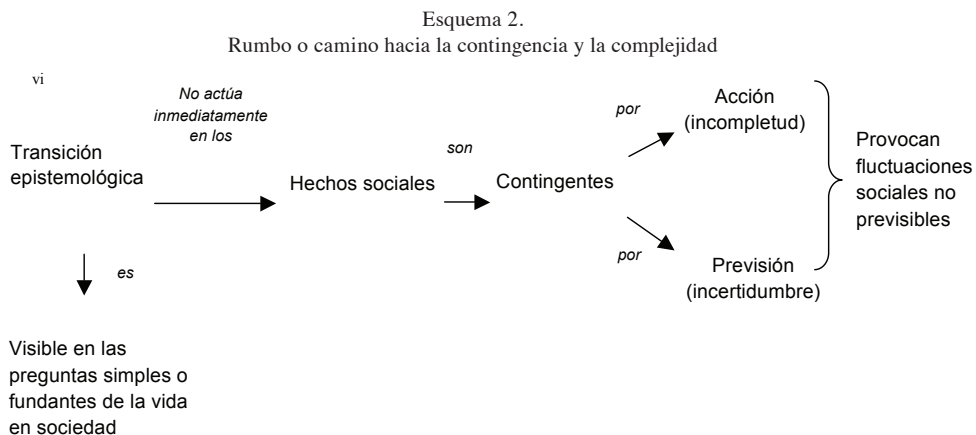 Esquema 2.
Rumbo o camino hacia la contingencia y la complejidad
vi
No actúa
inmediatamente
en los
Transición
epistemológica
Hechos sociales
son
Contingentes
por
Acción
(incompletud)
por
Previsión
(incertidumbre)
Provocan
fluctuaciones
sociales no
previsibles
es
Visible en las
preguntas simples o
fundantes de la vida
en sociedad